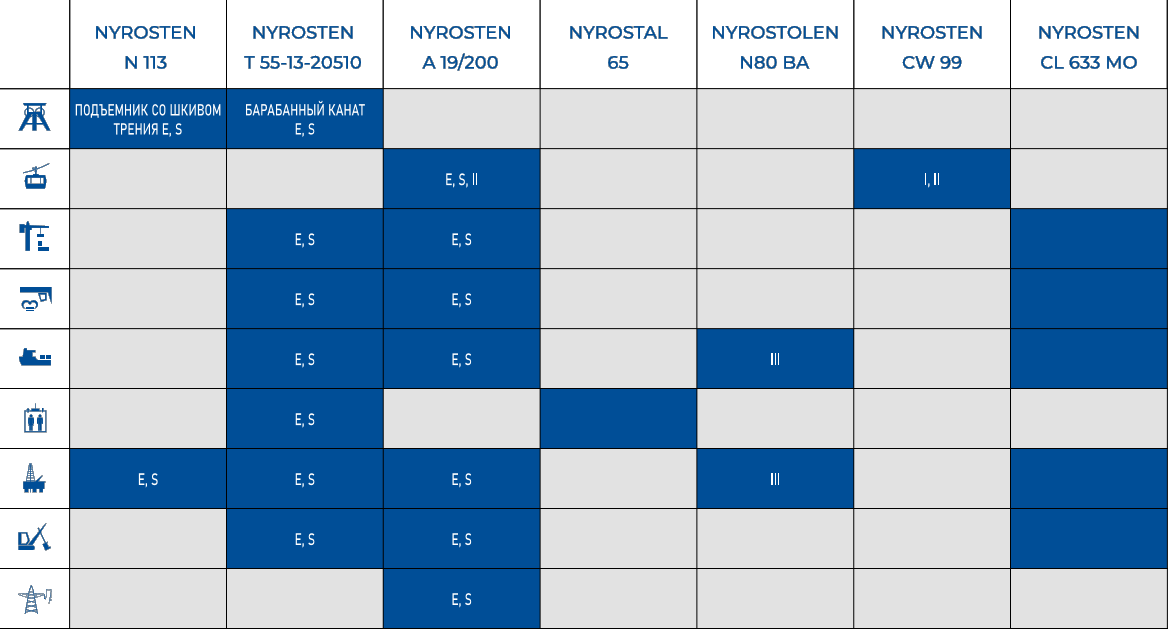 NYROSTEN NYROSTEN NYROSTEN NYROSTAL NYROSTOLEN NYROSTEN NYROSTEN
N 113 T 55-13-20510 A 19/200 65 N80 BA CW 99 CL 633 MO
ПОДЪЕМНИК СО ШКИВОМ БАРАБАННЫЙ КАНАТ
ТРЕНИЯ E, S E, S
E, S, II I, II
E, S E, S
E, S E, S
E, S E, S III
E, S
E, S E, S E, S III
E, S E, S
E, S